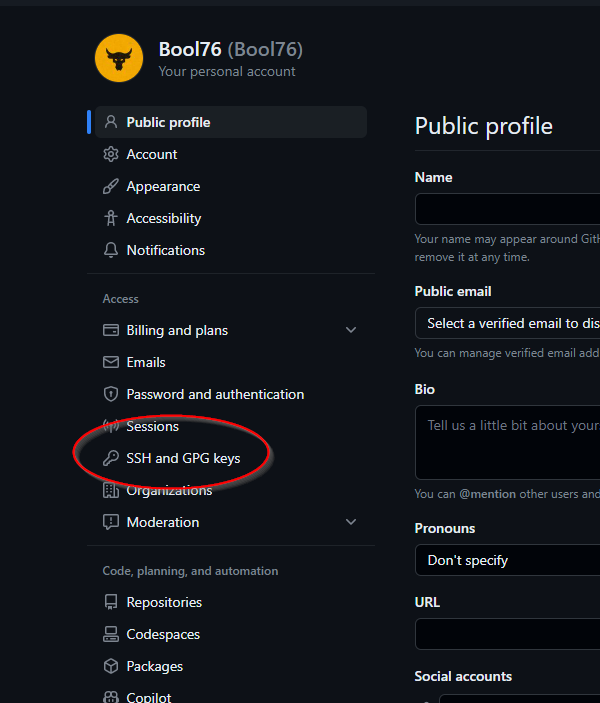 Bool76 (Bool76)
Your personal account
Public profile
Account
Appearance
Accessibility
Notifications
Access
Billing and plans
Emails
Password and authentication
Sessions
SSH and GPG keys
Organizations
Moderation
Code, planning, and automation
Repositories
Codespaces
Packages
Copilot
Public profile
Name
Your name may appear around GitH
remove it at any time.
Public email
Select a verified email to dis
You can manage verified email add
Bio
Tell us a little bit about yours
You can @mention other users and
Pronouns
Don't specify
URL
Social accounts